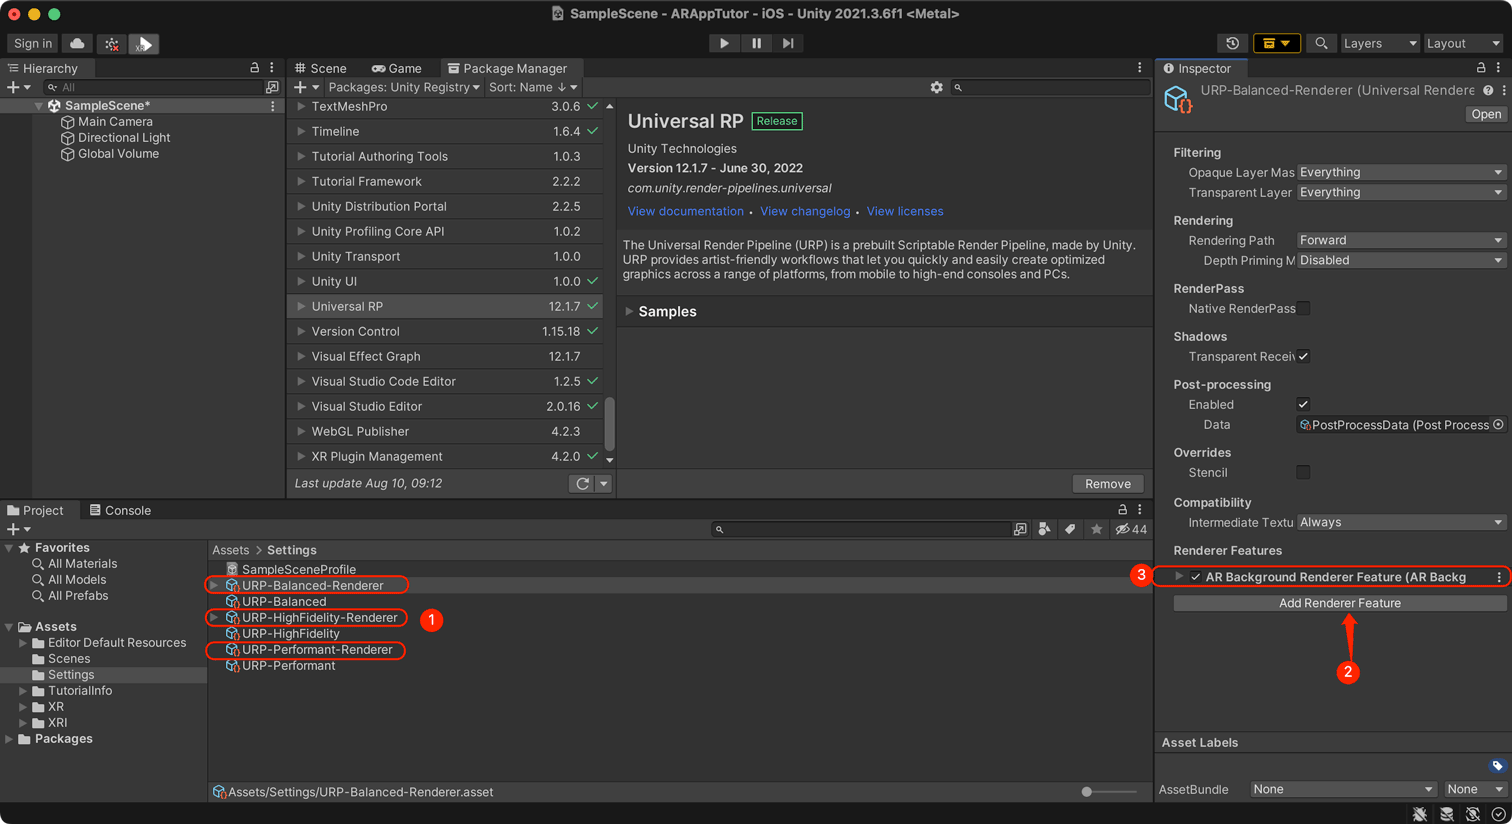 SampleScene - ARAppTutor - iOS - Unity 2021.3.6f1 <Metal>
Sign in
Layers
Layout
Hierarchy
All
SampleScene*
Main Camera
Directional Light
Global Volume
Scene
Game
Package Manager
Packages: Unity Registry
Sort: Name ↓
TextMeshPro 3.0.6
Timeline 1.6.4
Tutorial Authoring Tools 1.0.3
Tutorial Framework 2.2.2
Unity Distribution Portal 2.2.5
Unity Profiling Core API 1.0.2
Unity Transport 1.0.0
Unity UI 1.0.0
Universal RP 12.1.7
Version Control 1.15.18
Visual Effect Graph 12.1.7
Visual Studio Code Editor 1.2.5
Visual Studio Editor 2.0.16
WebGL Publisher 4.2.3
XR Plugin Management 4.2.0
Last update Aug 10, 09:12
Universal RP Release
Unity Technologies
Version 12.1.7 - June 30, 2022
com.unity.render-pipelines.universal
View documentation • View changelog • View licenses
The Universal Render Pipeline (URP) is a prebuilt Scriptable Render Pipeline, made by Unity.
URP provides artist-friendly workflows that let you quickly and easily create optimized
graphics across a range of platforms, from mobile to high-end consoles and PCs.
Samples
Remove
Inspector
URP-Balanced-Renderer (Universal Rendere
Open
Filtering
Opaque Layer Mas Everything
Transparent Layer Everything
Rendering
Rendering Path Forward
Depth Priming M Disabled
RenderPass
Native RenderPass
Shadows
Transparent Receiv
Post-processing
Enabled
Data PostProcessData (Post Process
Overrides
Stencil
Compatibility
Intermediate Textu Always
Renderer Features
3
AR Background Renderer Feature (AR Backg
Add Renderer Feature
2
Asset Labels
AssetBundle None None
Project
Console
44
Favorites
All Materials
All Models
All Prefabs
Assets
Editor Default Resources
Scenes
Settings
TutorialInfo
XR
XRI
Packages
Assets > Settings
SampleSceneProfile
URP-Balanced-Renderer
URP-Balanced
URP-HighFidelity-Renderer
1
URP-HighFidelity
URP-Performant-Renderer
URP-Performant
Assets/Settings/URP-Balanced-Renderer.asset